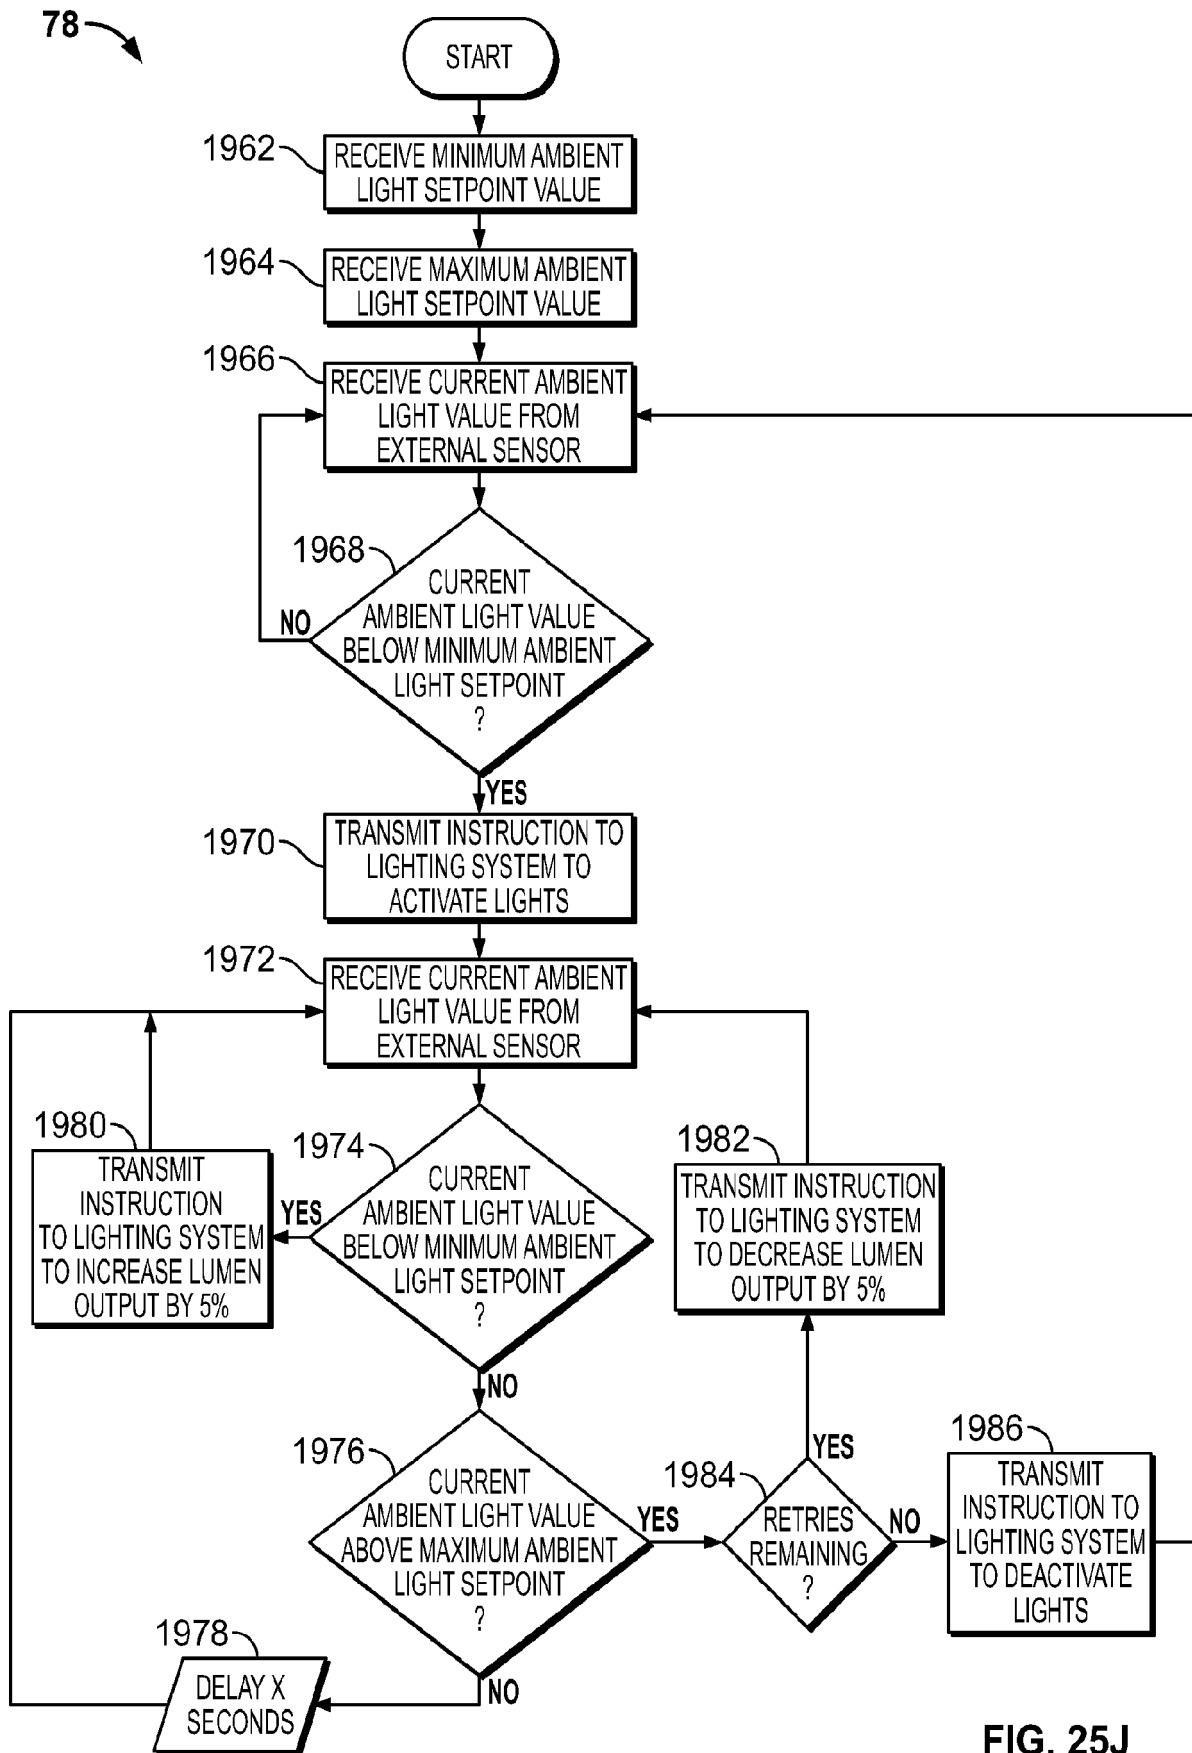 78
START
1962
RECEIVE MINIMUM AMBIENT
LIGHT SETPOINT VALUE
1964
RECEIVE MAXIMUM AMBIENT
LIGHT SETPOINT VALUE
1966
RECEIVE CURRENT AMBIENT
LIGHT VALUE FROM
EXTERNAL SENSOR
1968
CURRENT
AMBIENT LIGHT VALUE
BELOW MINIMUM AMBIENT
LIGHT SETPOINT
?
NO
YES
1970
TRANSMIT INSTRUCTION TO
LIGHTING SYSTEM TO
ACTIVATE LIGHTS
1972
RECEIVE CURRENT AMBIENT
LIGHT VALUE FROM
EXTERNAL SENSOR
1980
TRANSMIT
INSTRUCTION
TO LIGHTING SYSTEM
TO INCREASE LUMEN
OUTPUT BY 5%
YES
1974
CURRENT
AMBIENT LIGHT VALUE
BELOW MINIMUM AMBIENT
LIGHT SETPOINT
?
NO
1982
TRANSMIT INSTRUCTION
TO LIGHTING SYSTEM
TO DECREASE LUMEN
OUTPUT BY 5%
1976
CURRENT
AMBIENT LIGHT VALUE
ABOVE MAXIMUM AMBIENT
LIGHT SETPOINT
?
YES
NO
1984
RETRIES
REMAINING
?
YES
NO
1986
TRANSMIT
INSTRUCTION TO
LIGHTING SYSTEM
TO DEACTIVATE
LIGHTS
1978
DELAY X
SECONDS
FIG. 25J